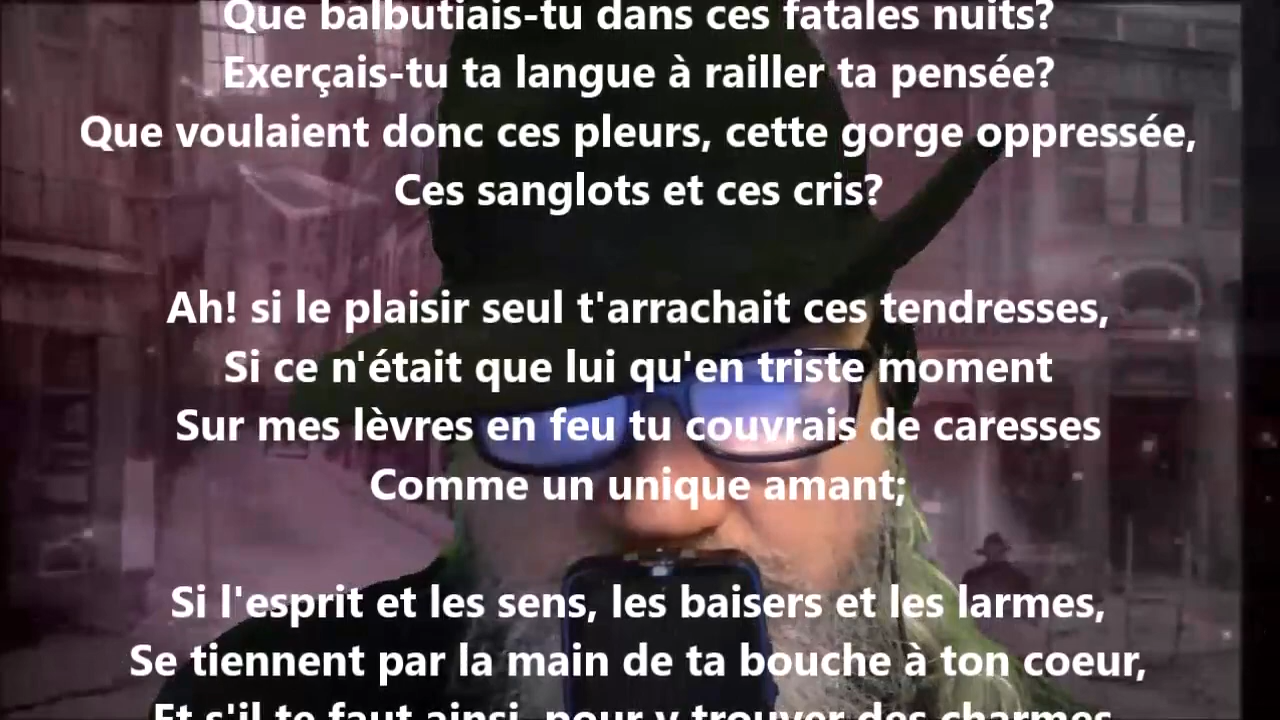 Que balbutiais-tu dans ces fatales nuits?
Exerçais-tu ta langue à railler ta pensée?
Que voulaient donc ces pleurs, cette gorge oppressée,
Ces sanglots et ces cris?
Ah! si le plaisir seul t'arrachait ces tendresses,
Si ce n'était que lui qu'en triste moment
Sur mes lèvres en feu tu couvrais de caresses
Comme un unique amant;
Si l'esprit et les sens, les baisers et les larmes,
Se tiennent par la main de ta bouche à ton coeur,
Et s'il te faut ainsi, pour y trouver des charmes,